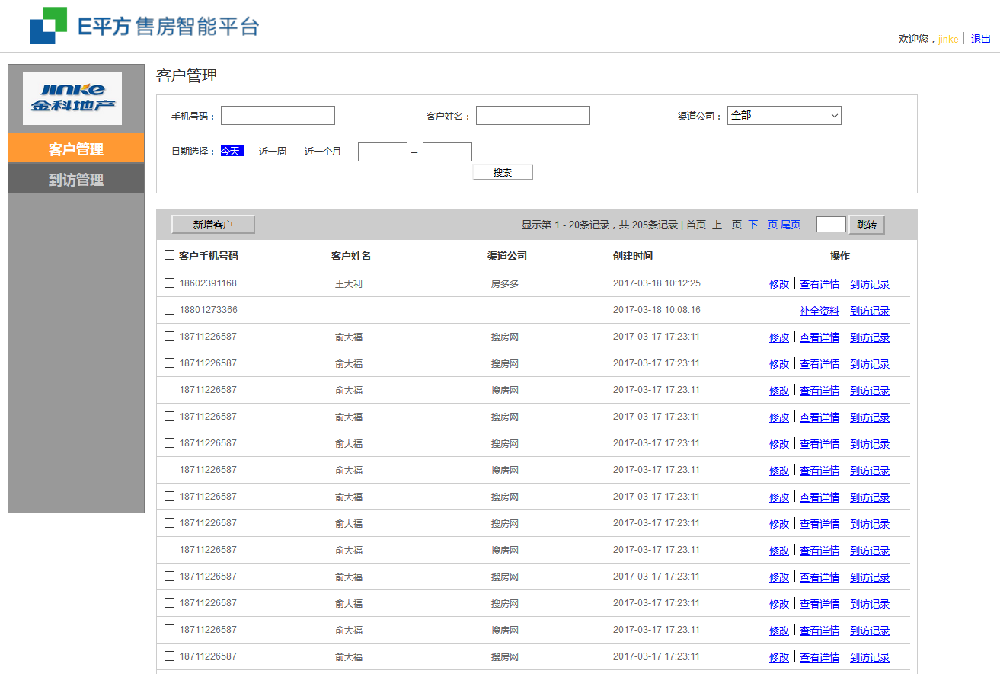 E平方售房智能平台
欢迎您，jinke 退出
JINKE
金科地产
客户管理
到访管理
客户管理
手机号码： 客户姓名： 渠道公司： 全部
日期选择： 今天 近一周 近一个月 –
搜索
新增客户 显示第 1 - 20条记录，共 205条记录 | 首页 上一页 下一页 尾页 跳转
客户手机号码 客户姓名 渠道公司 创建时间 操作
18602391168 王大利 房多多 2017-03-18 10:12:25 修改 查看详情 到访记录
18801273366 2017-03-18 10:08:16 补全资料 到访记录
18711226587 俞大福 搜房网 2017-03-17 17:23:11 修改 查看详情 到访记录
18711226587 俞大福 搜房网 2017-03-17 17:23:11 修改 查看详情 到访记录
18711226587 俞大福 搜房网 2017-03-17 17:23:11 修改 查看详情 到访记录
18711226587 俞大福 搜房网 2017-03-17 17:23:11 修改 查看详情 到访记录
18711226587 俞大福 搜房网 2017-03-17 17:23:11 修改 查看详情 到访记录
18711226587 俞大福 搜房网 2017-03-17 17:23:11 修改 查看详情 到访记录
18711226587 俞大福 搜房网 2017-03-17 17:23:11 修改 查看详情 到访记录
18711226587 俞大福 搜房网 2017-03-17 17:23:11 修改 查看详情 到访记录
18711226587 俞大福 搜房网 2017-03-17 17:23:11 修改 查看详情 到访记录
18711226587 俞大福 搜房网 2017-03-17 17:23:11 修改 查看详情 到访记录
18711226587 俞大福 搜房网 2017-03-17 17:23:11 修改 查看详情 到访记录
18711226587 俞大福 搜房网 2017-03-17 17:23:11 修改 查看详情 到访记录
18711226587 俞大福 搜房网 2017-03-17 17:23:11 修改 查看详情 到访记录